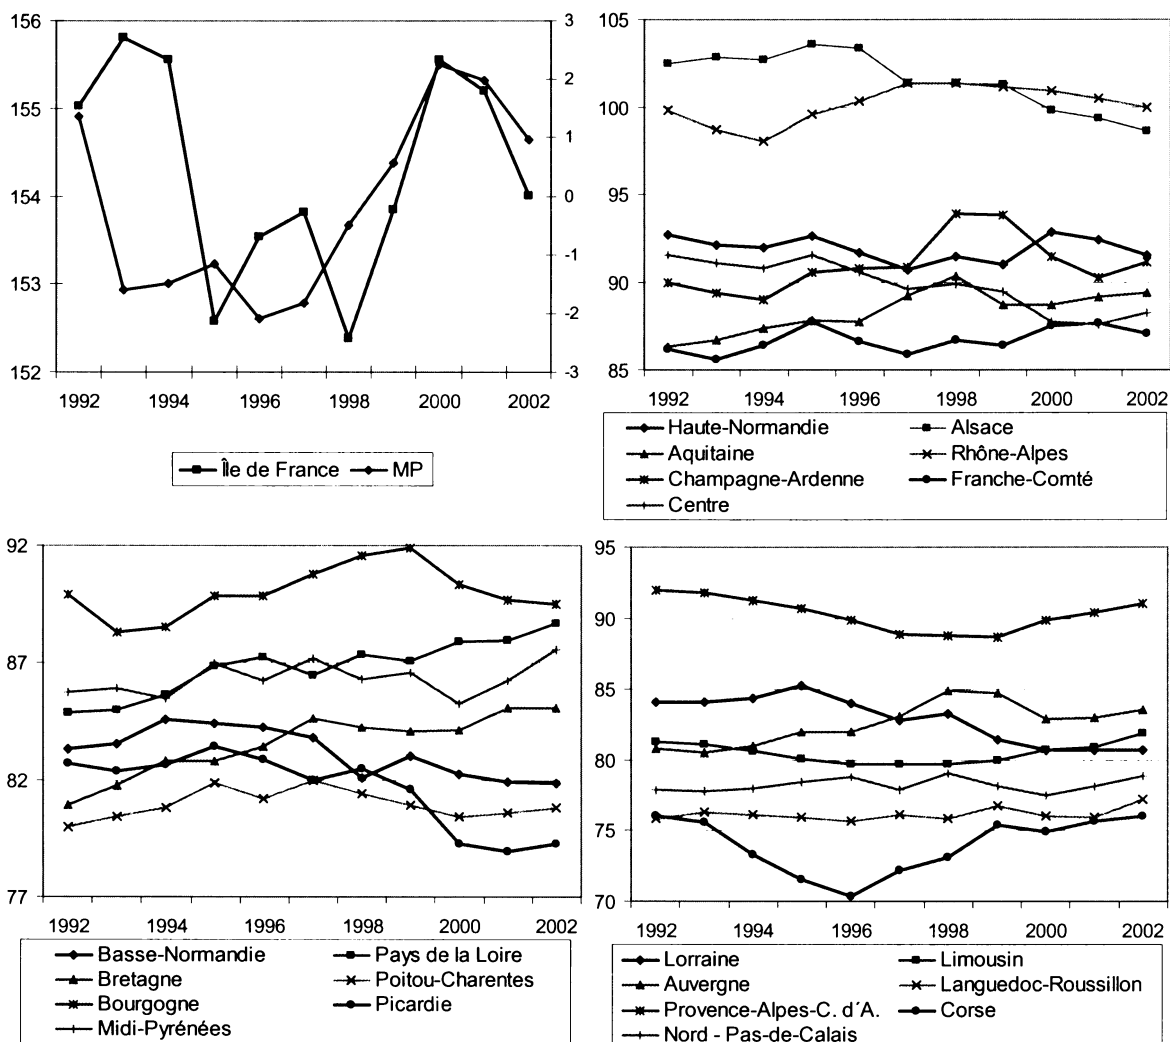 156
155
154
153
152
3
2
1
0
-1
-2
-3
1992 1994 1996 1998 2000 2002
Île de France MP
105
100
95
90
85
1992 1994 1996 1998 2000 2002
Haute-Normandie Alsace
Aquitaine Rhône-Alpes
Champagne-Ardenne Franche-Comté
Centre
92
87
82
77
1992 1994 1996 1998 2000 2002
Basse-Normandie Pays de la Loire
Bretagne Poitou-Charentes
Bourgogne Picardie
Midi-Pyrénées
95
90
85
80
75
70
1992 1994 1996 1998 2000 2002
Lorraine Limousin
Auvergne Languedoc-Roussillon
Provence-Alpes-C. d´A. Corse
Nord - Pas-de-Calais